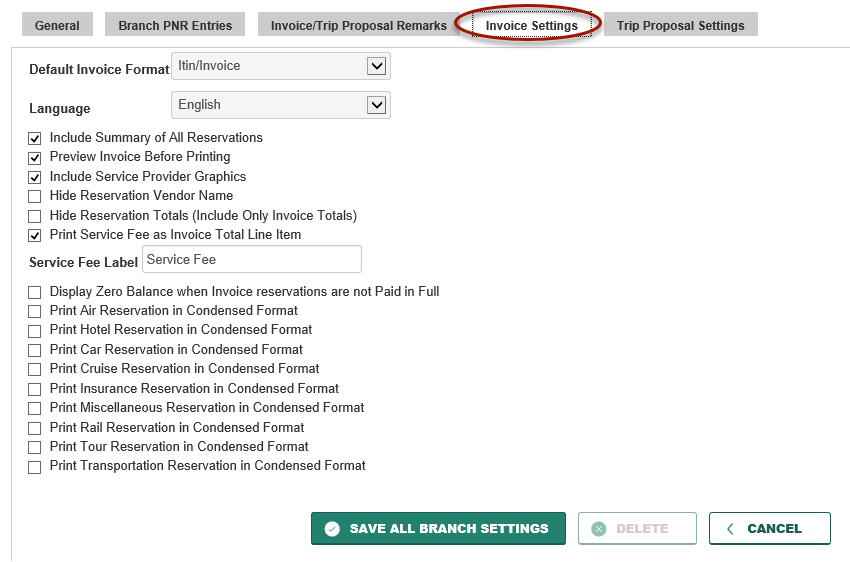 General Branch PNR Entries Invoice/Trip Proposal Remarks Invoice Settings Trip Proposal Settings
Default Invoice Format Itin/Invoice
Language English
Include Summary of All Reservations
Preview Invoice Before Printing
Include Service Provider Graphics
Hide Reservation Vendor Name
Hide Reservation Totals (Include Only Invoice Totals)
Print Service Fee as Invoice Total Line Item
Service Fee Label Service Fee
Display Zero Balance when Invoice reservations are not Paid in Full
Print Air Reservation in Condensed Format
Print Hotel Reservation in Condensed Format
Print Car Reservation in Condensed Format
Print Cruise Reservation in Condensed Format
Print Insurance Reservation in Condensed Format
Print Miscellaneous Reservation in Condensed Format
Print Rail Reservation in Condensed Format
Print Tour Reservation in Condensed Format
Print Transportation Reservation in Condensed Format
SAVE ALL BRANCH SETTINGS DELETE CANCEL